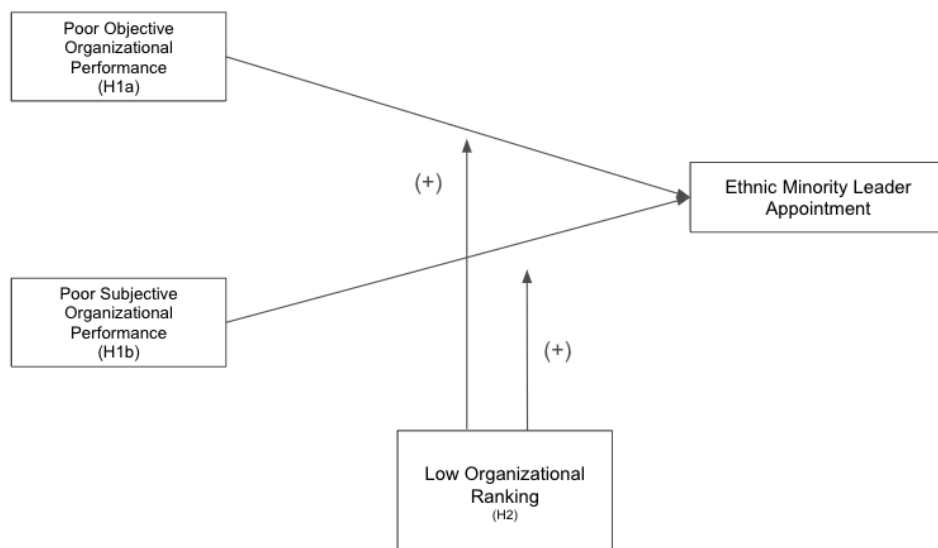 Poor Objective
Organizational
Performance
(H1a)
(+)
Ethnic Minority Leader
Appointment
Poor Subjective
Organizational
Performance
(H1b)
(+)
Low Organizational
Ranking
(H2)